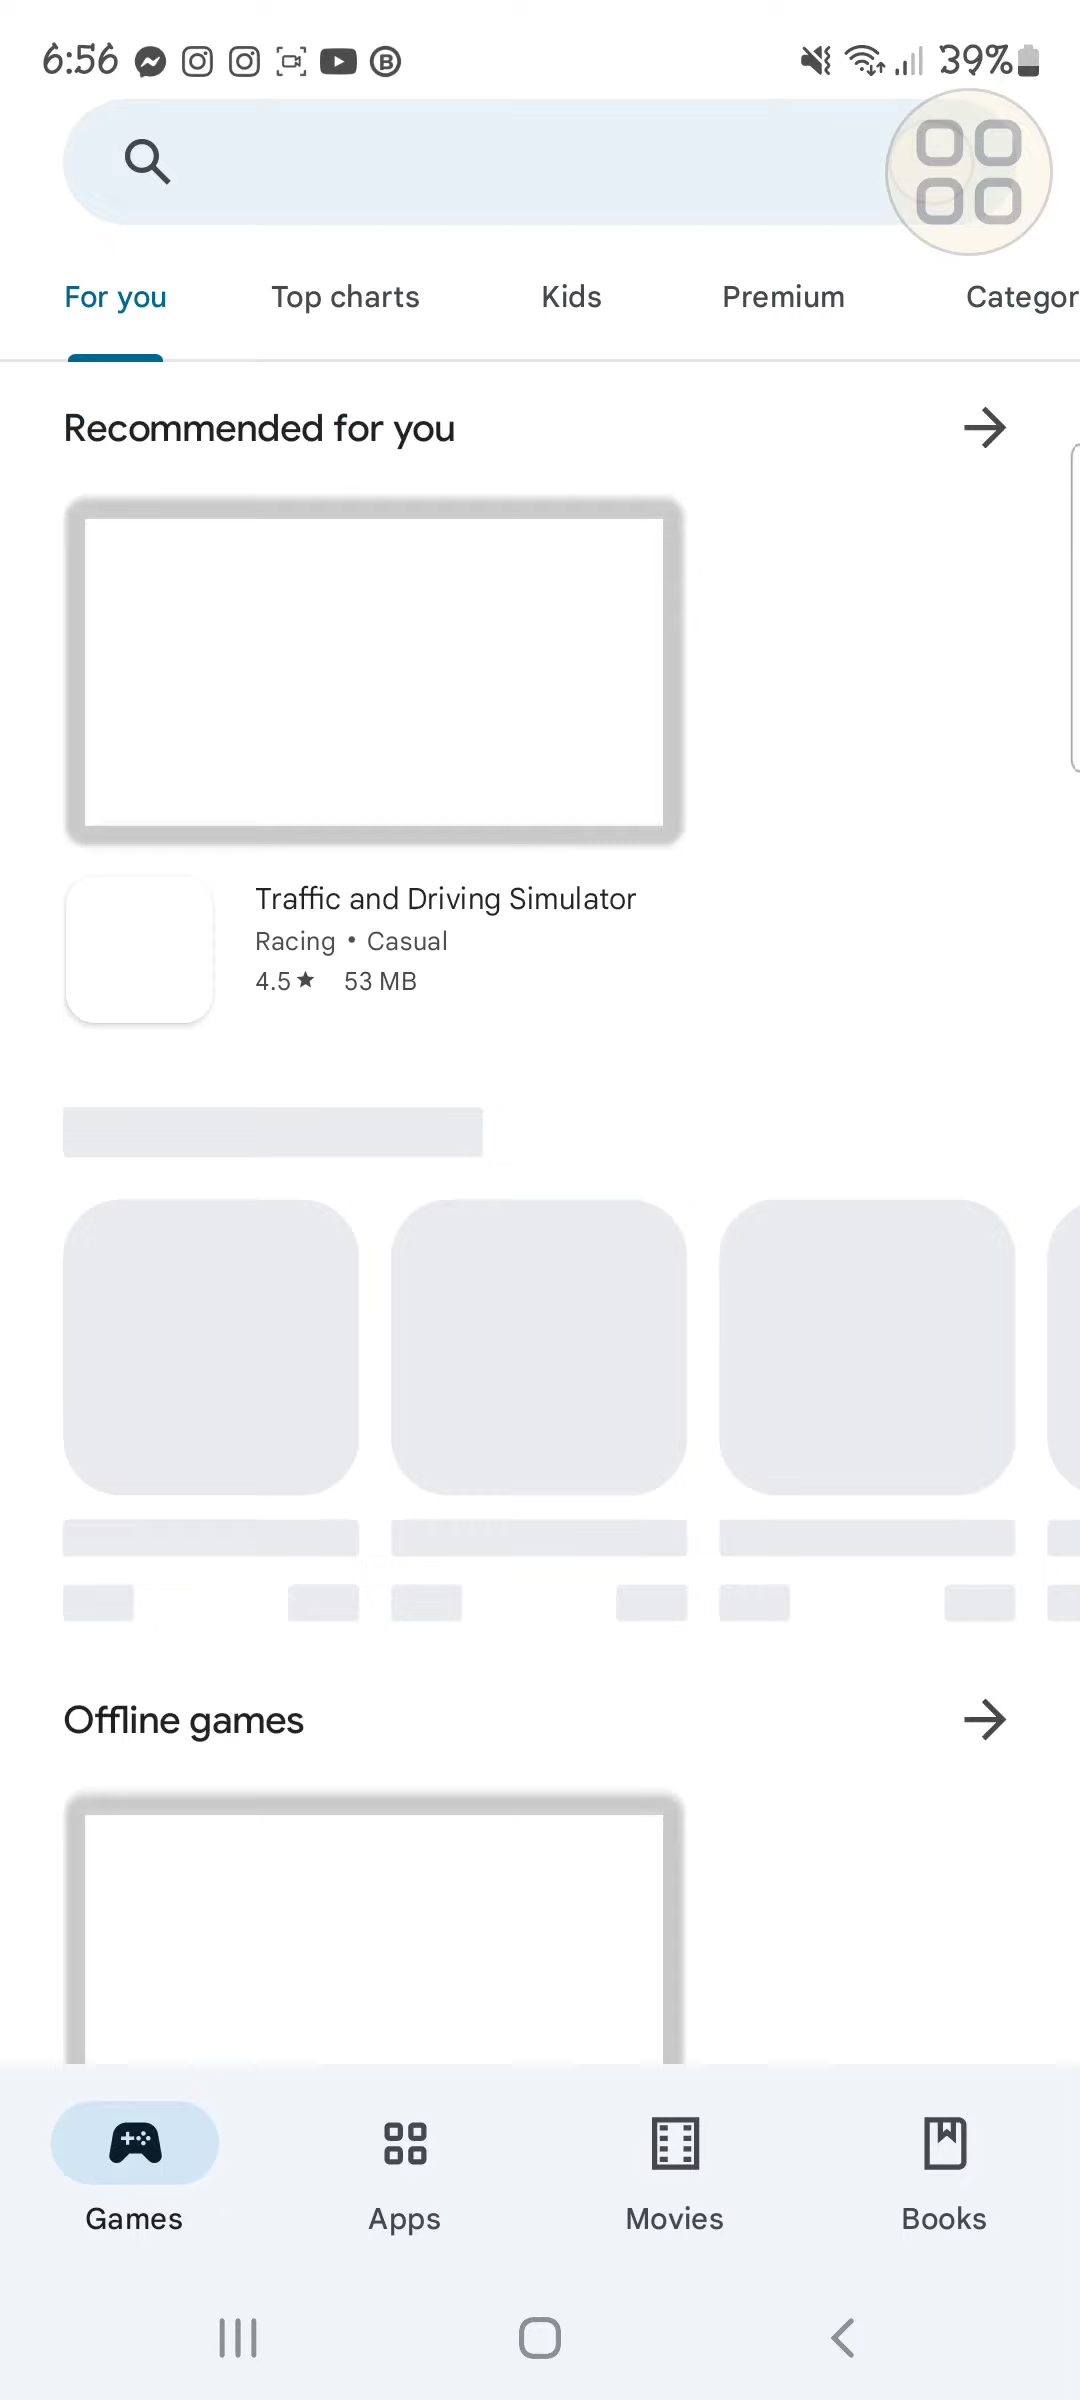 6:56
39%
For you
Top charts
Kids
Premium
Categor
Recommended for you
Traffic and Driving Simulator
Racing • Casual
4.5★ 53 MB
Offline games
Games
Apps
Movies
Books